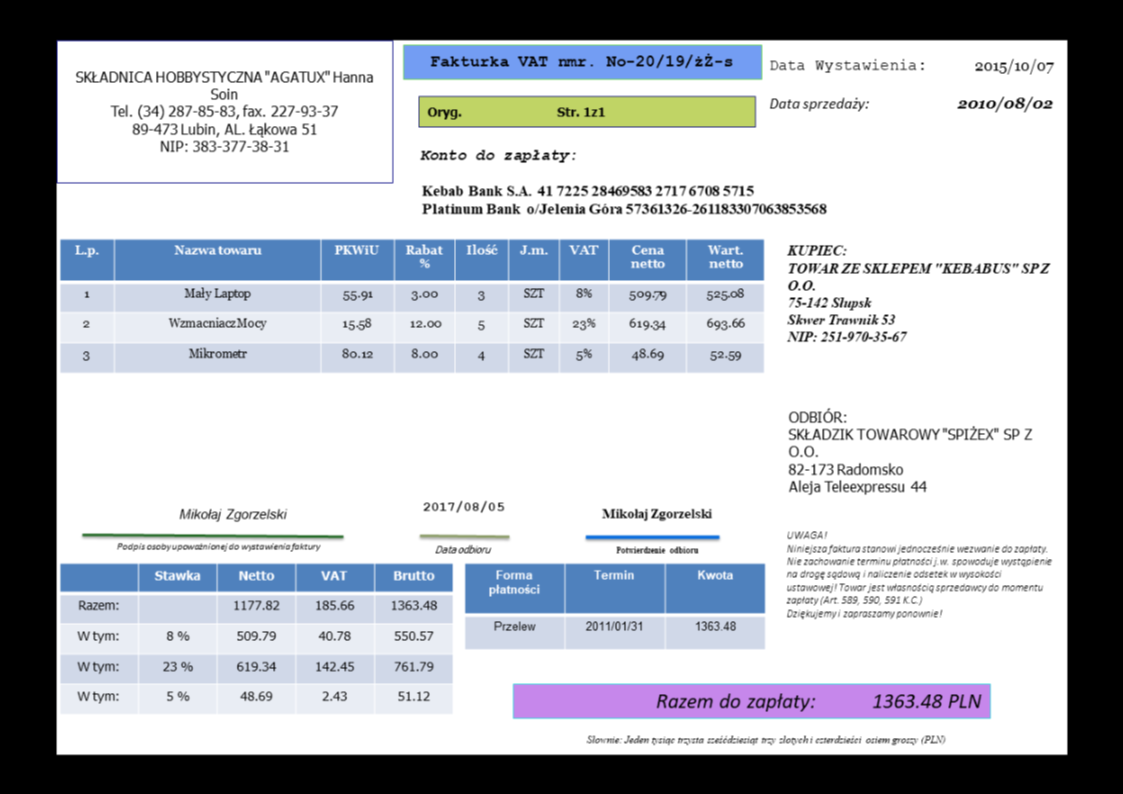 SKŁADNICA HOBBYSTYCZNA "AGATUX" Hanna
Soin
Tel. (34) 287-85-83, fax. 227-93-37
89-473 Lubin, AL. Łąkowa 51
NIP: 383-377-38-31
Fakturka VAT nmr. No-20/19/żŻ-s
Oryg. Str. 1z1
Data Wystawienia: 2015/10/07
Data sprzedaży: 2010/08/02
Konto do zapłaty:
Kebab Bank S.A. 41 7225 28469583 2717 6708 5715
Platinum Bank o/Jelenia Góra 57361326-261183307063853568
L.p. Nazwa towaru PKWiU Rabat % Ilość J.m. VAT Cena netto Wart. netto
1 Mały Laptop 55.91 3.00 3 SZT 8% 509.79 525.08
2 WzmacniaczMocy 15.58 12.00 5 SZT 23% 619.34 693.66
3 Mikrometr 80.12 8.00 4 SZT 5% 48.69 52.59
KUPIEC:
TOWAR ZE SKLEPEM "KEBABUS" SP Z
O.O.
75-142 Słupsk
Skwer Trawnik 53
NIP: 251-970-35-67
ODBIÓR:
SKŁADZIK TOWAROWY "SPIŻEX" SP Z
O.O.
82-173 Radomsko
Aleja Teleexpressu 44
Mikołaj Zgorzelski
Podpis osoby upoważnionej do wystawienia faktury
2017/08/05
Data odbioru
Mikołaj Zgorzelski
Potwierdzenie odbioru
UWAGA!
Niniejsza faktura stanowi jednocześnie wezwanie do zapłaty.
Nie zachowanie terminu płatności j.w. spowoduje wystąpienie
na drogę sądową i naliczenie odsetek w wysokości
ustawowej! Towar jest własnością sprzedawcy do momentu
zapłaty (Art. 589, 590, 591 K.C.)
Dziękujemy i zapraszamy ponownie!
Stawka Netto VAT Brutto
Razem: 1177.82 185.66 1363.48
W tym: 8 % 509.79 40.78 550.57
W tym: 23 % 619.34 142.45 761.79
W tym: 5 % 48.69 2.43 51.12
Forma płatności Termin Kwota
Przelew 2011/01/31 1363.48
Razem do zapłaty: 1363.48 PLN
Słownie: Jeden tysiąc trzysta sześćdziesiąt trzy złotych i czterdzieści osiem groszy (PLN)